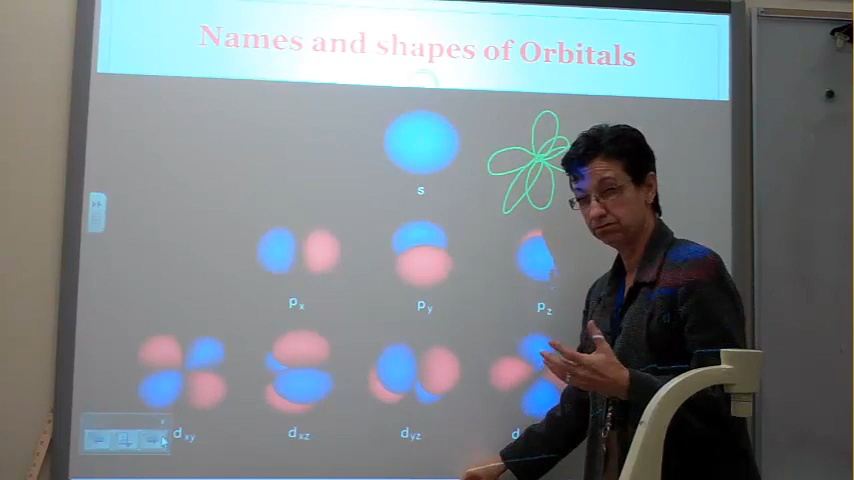 Names and shapes of Orbitals
s
px py pz
dxy dxz dyz d